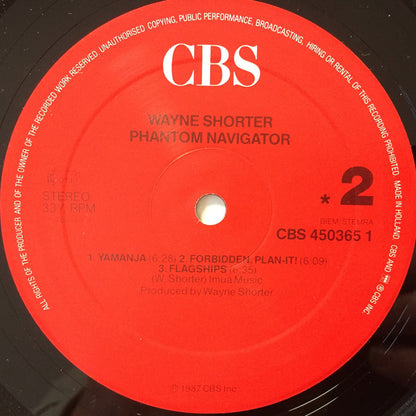 ALL RIGHTS OF THE PRODUCER AND OF THE OWNER OF THE RECORDED WORK RESERVED. UNAUTHORISED COPYING, PUBLIC PERFORMANCE, BROADCASTING, HIRING OR RENTAL OF THIS RECORDING PROHIBITED MADE IN HOLLAND CBS AND ARE ® CBS INC.
CBS
WAYNE SHORTER
PHANTOM NAVIGATOR
STEREO
33⅓ RPM
* 2
BIEM/STEMRA
CBS 450365 1
1. YAMANJA (6:28) 2. FORBIDDEN, PLAN-IT! (6:09)
3. FLAGSHIPS (6:35)
(W. Shorter) Imua Music
Produced by Wayne Shorter
℗ 1987 CBS Inc.